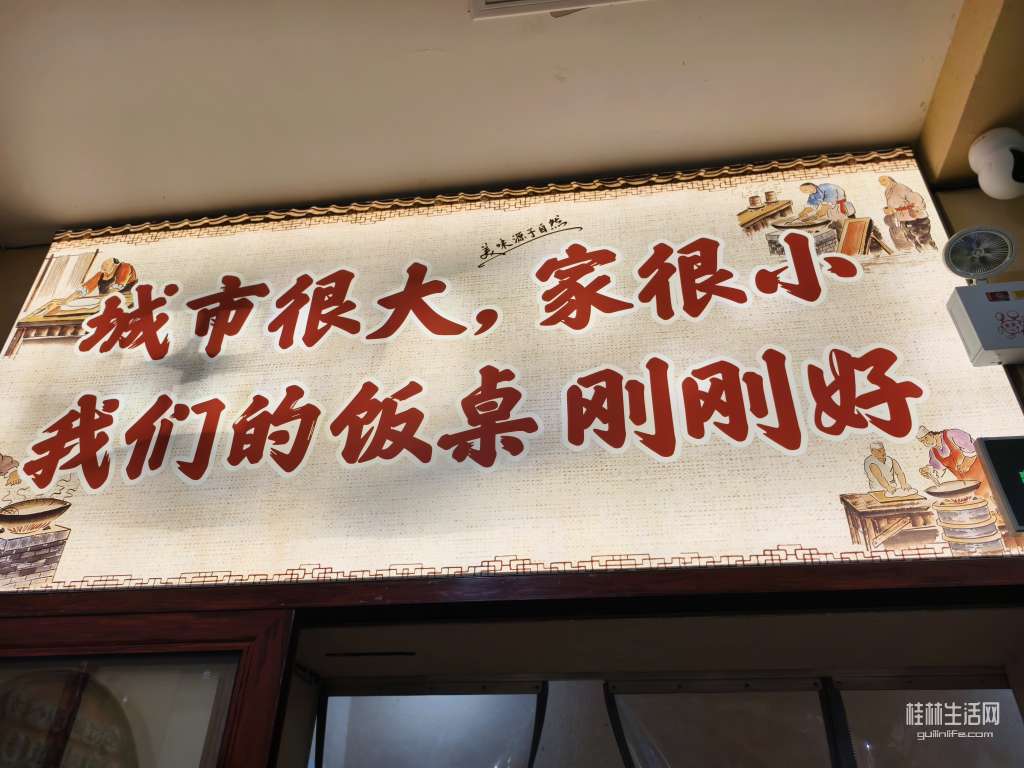 美味源于自然
城市很大，家很小
我们的饭桌刚刚好
桂林生活网
guilinlife.com